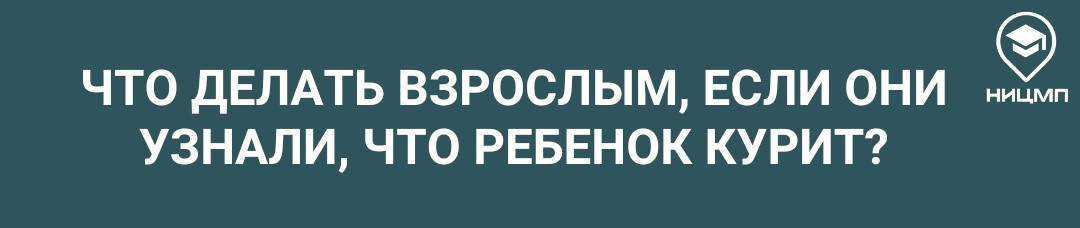 НИЦМП
ЧТО ДЕЛАТЬ ВЗРОСЛЫМ, ЕСЛИ ОНИ
УЗНАЛИ, ЧТО РЕБЕНОК КУРИТ?